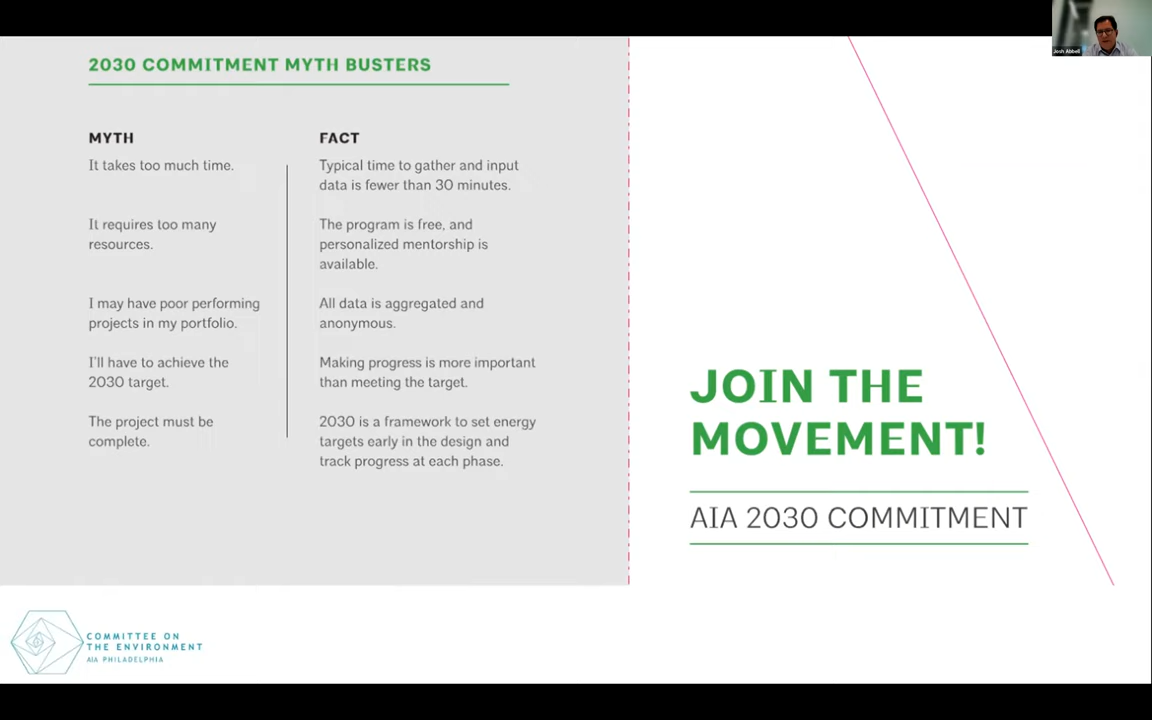 Josh Abbell
2030 COMMITMENT MYTH BUSTERS
MYTH
It takes too much time.
It requires too many
resources.
I may have poor performing
projects in my portfolio.
I'll have to achieve the
2030 target.
The project must be
complete.
FACT
Typical time to gather and input
data is fewer than 30 minutes.
The program is free, and
personalized mentorship is
available.
All data is aggregated and
anonymous.
Making progress is more important
than meeting the target.
2030 is a framework to set energy
targets early in the design and
track progress at each phase.
JOIN THE
MOVEMENT!
AIA 2030 COMMITMENT
COMMITTEE ON
THE ENVIRONMENT
AIA PHILADELPHIA